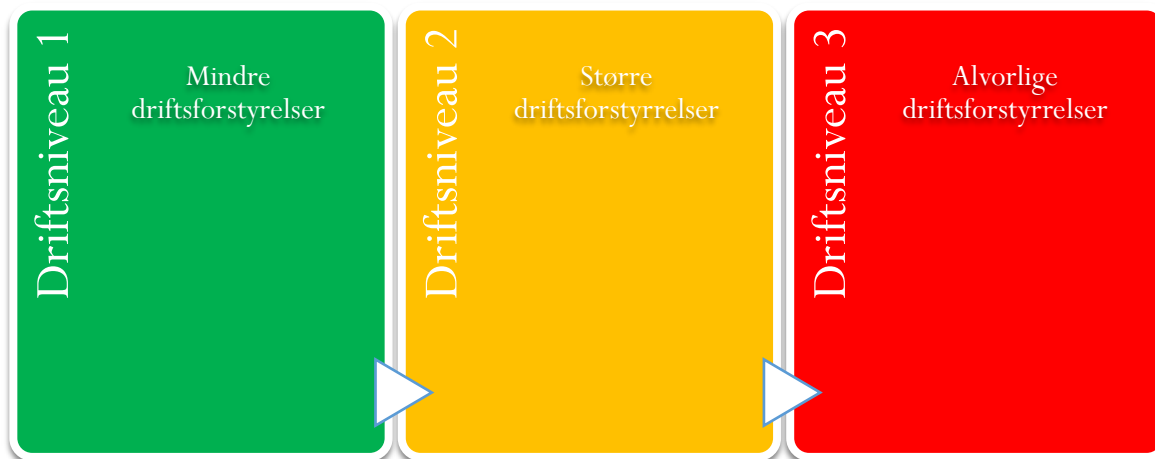 Driftsniveau 1
Mindre
driftsforstyrelser
Driftsniveau 2
Større
driftsforstyrrelser
Driftsniveau 3
Alvorlige
driftsforstyrrelser